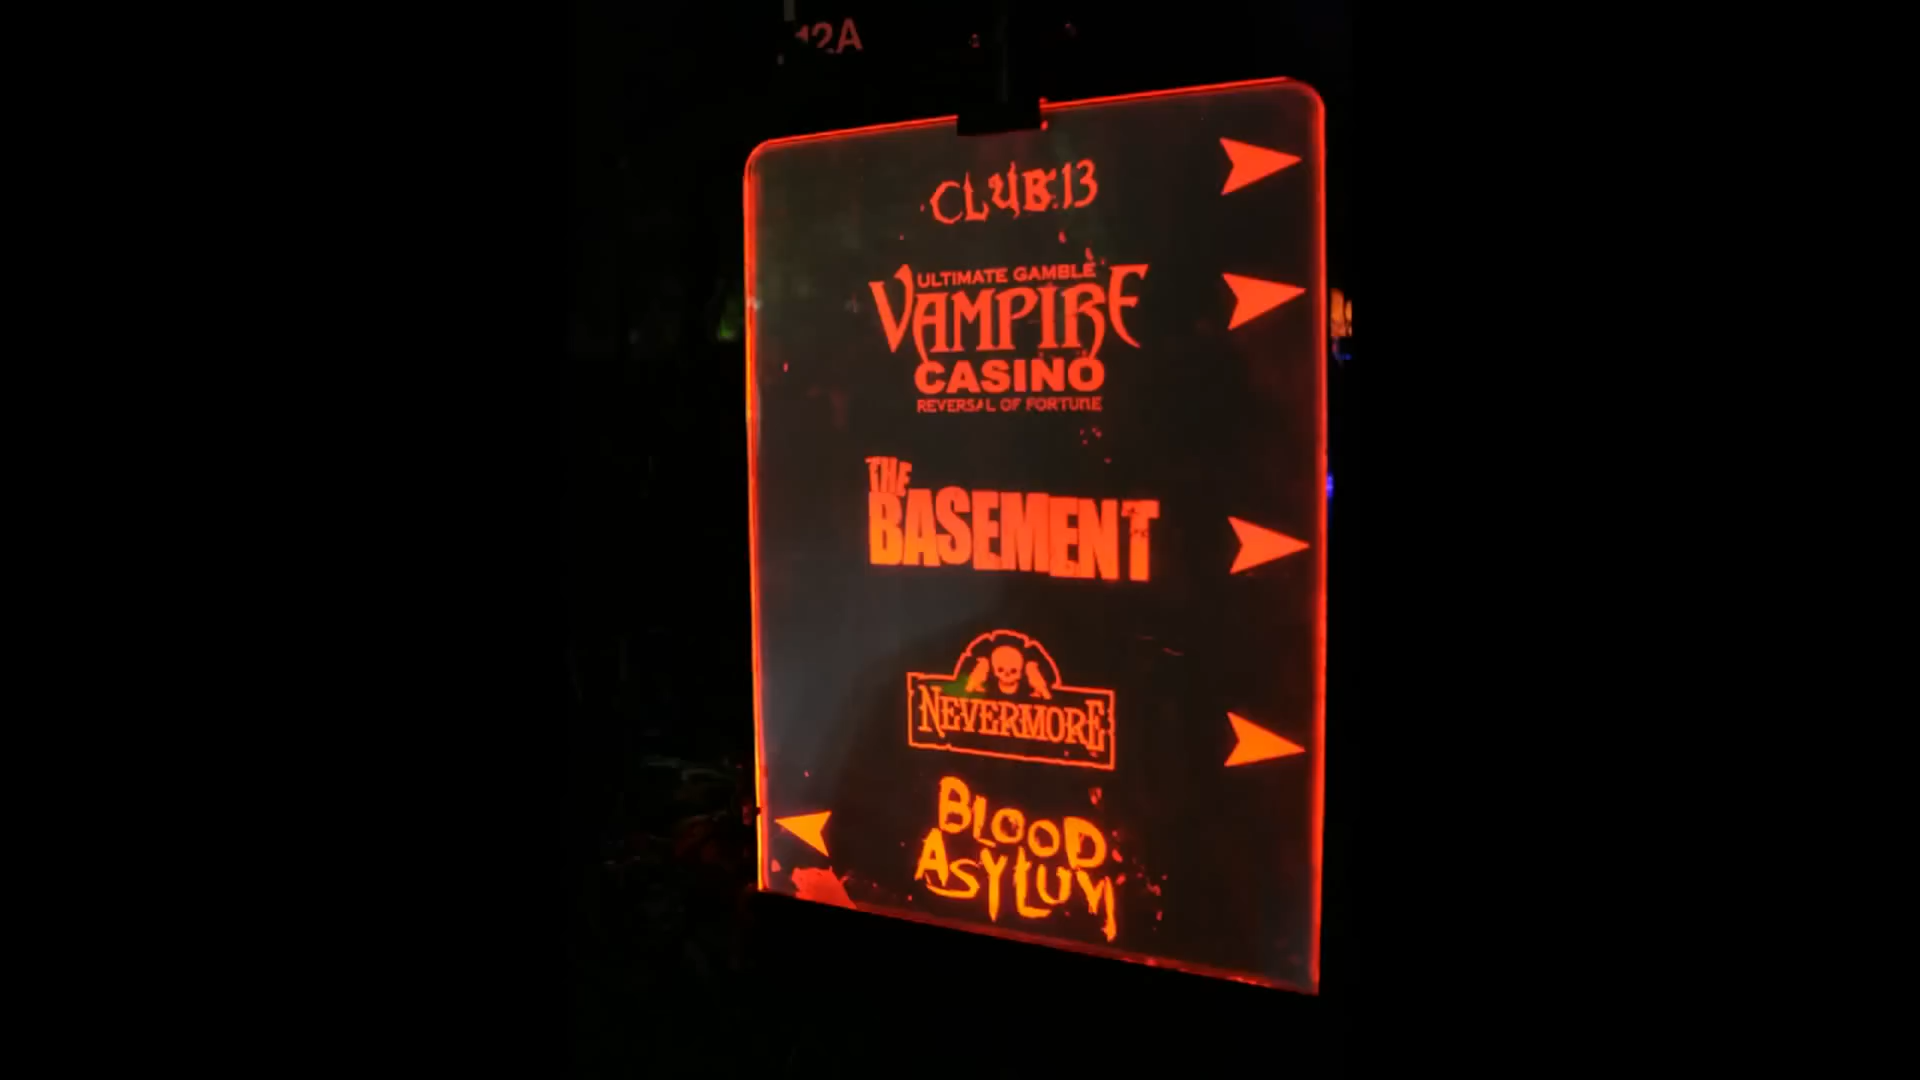 12A
CLUB 13
ULTIMATE GAMBLE
VAMPIRE
CASINO
REVERSAL OF FORTUNE
THE
BASEMENT
NEVERMORE
BLOOD
ASYLUM